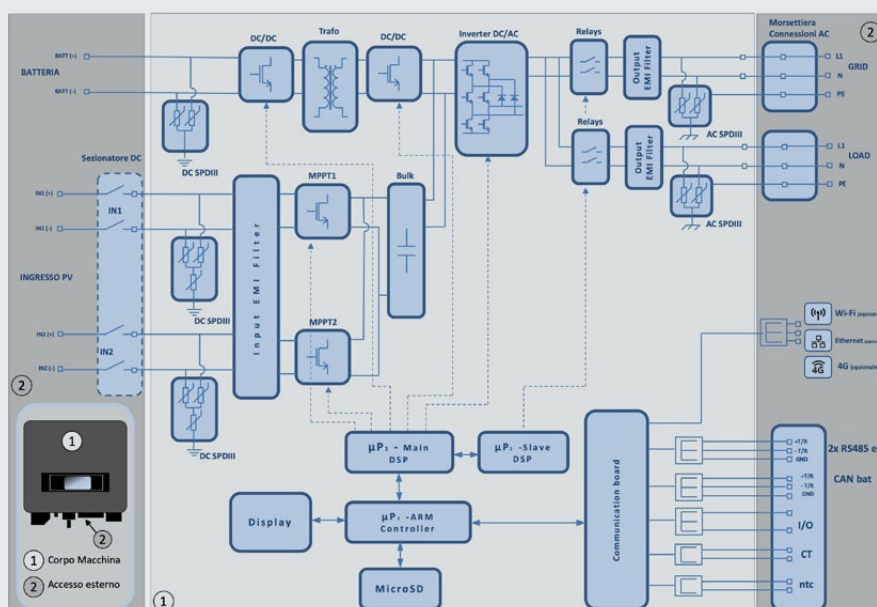 DC/DC
Trafo
DC/DC
Inverter DC/AC
Relays
Morsettiera
Connessioni AC
2
BATT (+)
BATTERIA
BATT (-)
Output
EMI Filter
L1
GRID
N
PE
AC SPDIII
DC SPDIII
Relays
Output
EMI Filter
L1
LOAD
N
PE
AC SPDIII
Sezionatore DC
MPPT1
Bulk
IN1 (+)
IN1
IN1 (-)
INGRESSO PV
Input EMI Filter
DC SPDIII
MPPT2
IN2 (+)
IN2
IN2 (-)
DC SPDIII
Wi-Fi
Ethernet
4G
4G
2
1
2
1 Corpo Macchina
2 Accesso esterno
µP₁ - Main
DSP
-Slave
DSP
-ARM
Controller
Display
MicroSD
Communication board
+T/R
- T/R
GND
2x RS485 e
+T/R
- T/R
GND
CAN bat
I/O
CT
ntc
1